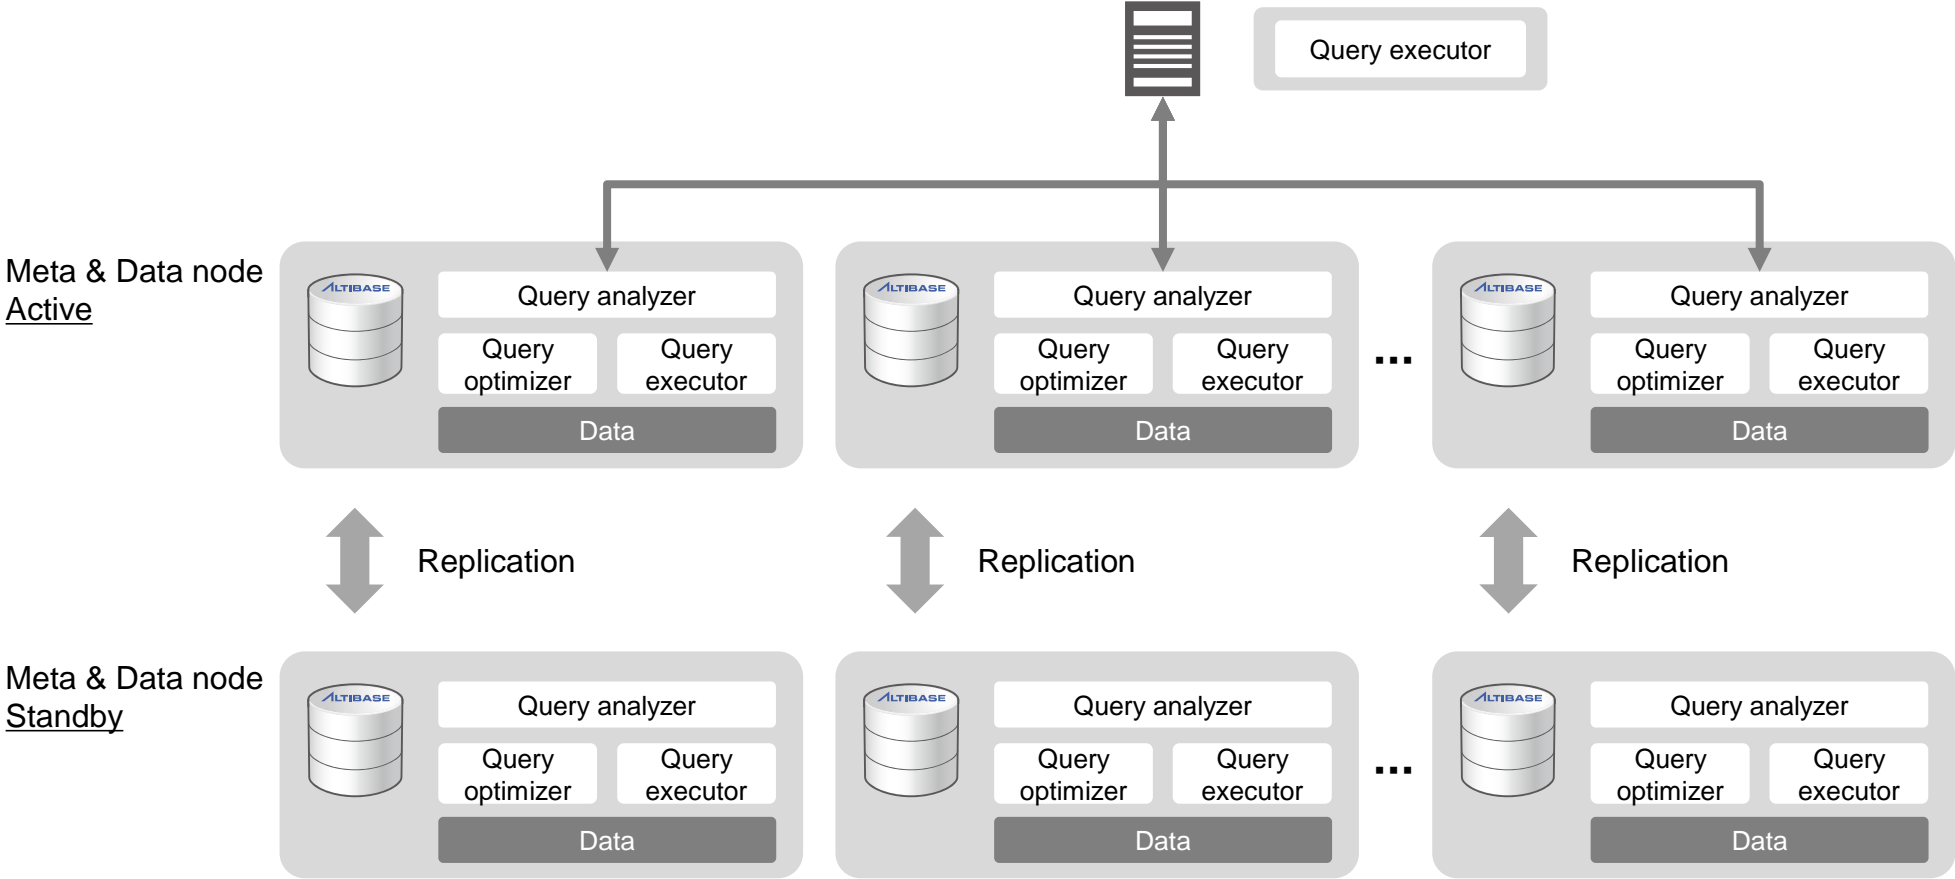 Query executor
Meta & Data node
Active
ALTIBASE
Query analyzer
Query
optimizer
Query
executor
Data
ALTIBASE
Query analyzer
Query
optimizer
Query
executor
Data
...
ALTIBASE
Query analyzer
Query
optimizer
Query
executor
Data
Replication
Replication
Replication
Meta & Data node
Standby
ALTIBASE
Query analyzer
Query
optimizer
Query
executor
Data
ALTIBASE
Query analyzer
Query
optimizer
Query
executor
Data
...
ALTIBASE
Query analyzer
Query
optimizer
Query
executor
Data